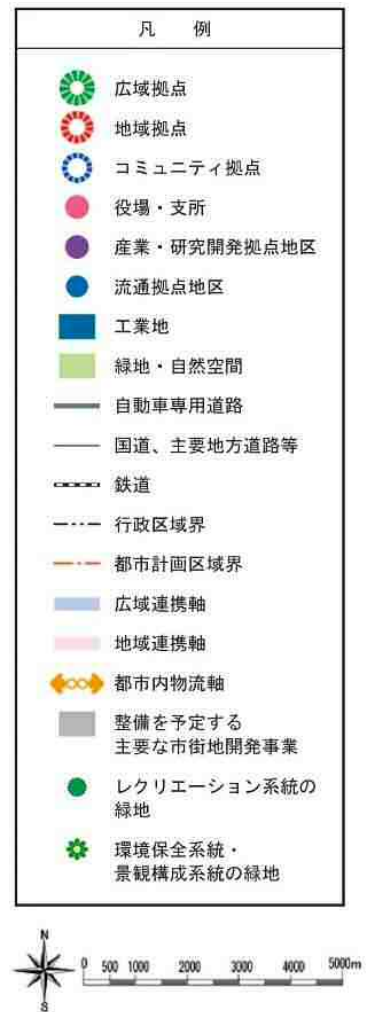 凡 例
広域拠点
地域拠点
コミュニティ拠点
役場・支所
産業・研究開発拠点地区
流通拠点地区
工業地
緑地・自然空間
自動車専用道路
国道、主要地方道路等
鉄道
行政区域界
都市計画区域界
広域連携軸
地域連携軸
都市内物流軸
整備を予定する
主要な市街地開発事業
レクリエーション系統の
緑地
環境保全系統・
景観構成系統の緑地
N
0 500 1000 2000 3000 4000 5000m
S